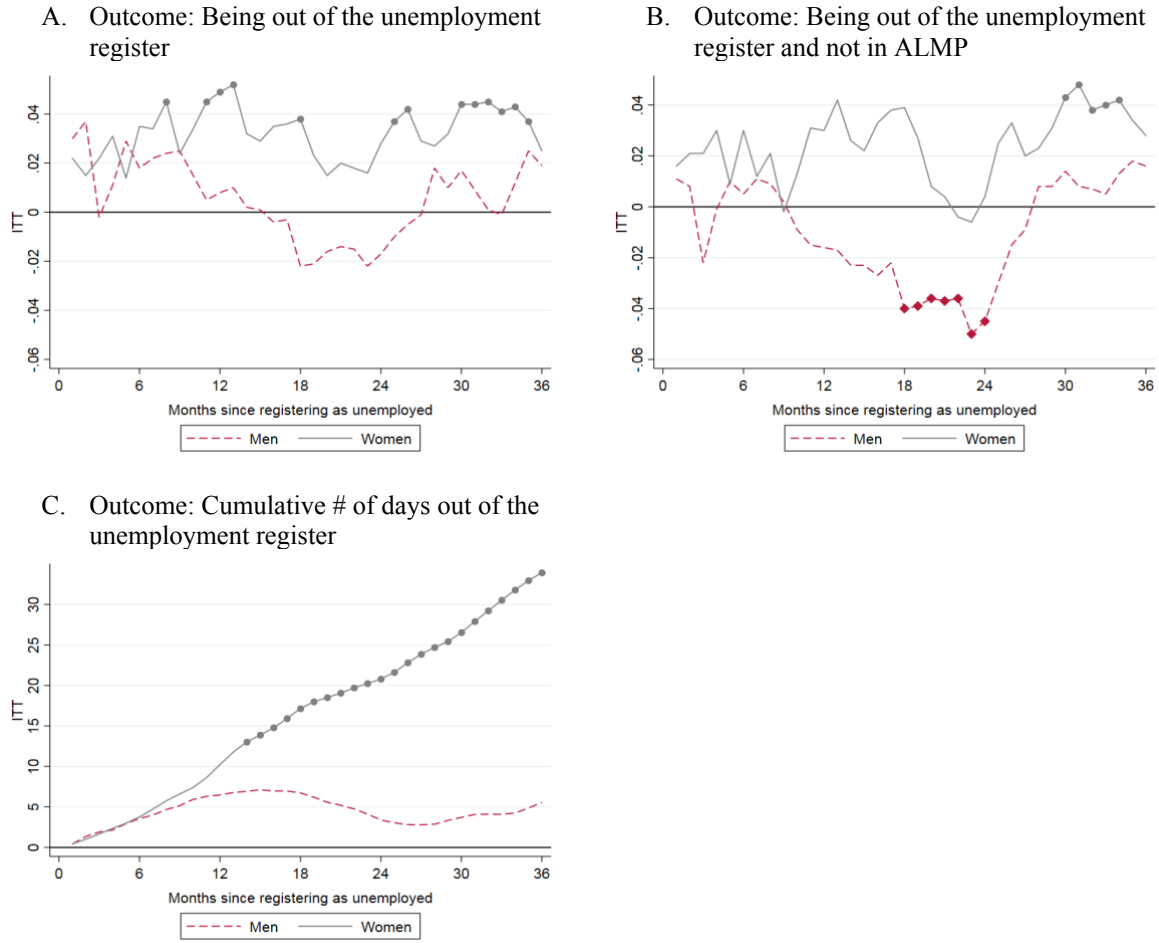 A. Outcome: Being out of the unemployment
register
.04
.02
0
-.02
-.04
-.06
ITT
0 6 12 18 24 30 36
Months since registering as unemployed
Men Women
B. Outcome: Being out of the unemployment
register and not in ALMP
.04
.02
0
-.02
-.04
-.06
ITT
0 6 12 18 24 30 36
Months since registering as unemployed
Men Women
C. Outcome: Cumulative # of days out of the
unemployment register
30
25
20
15
10
5
0
ITT
0 6 12 18 24 30 36
Months since registering as unemployed
Men Women